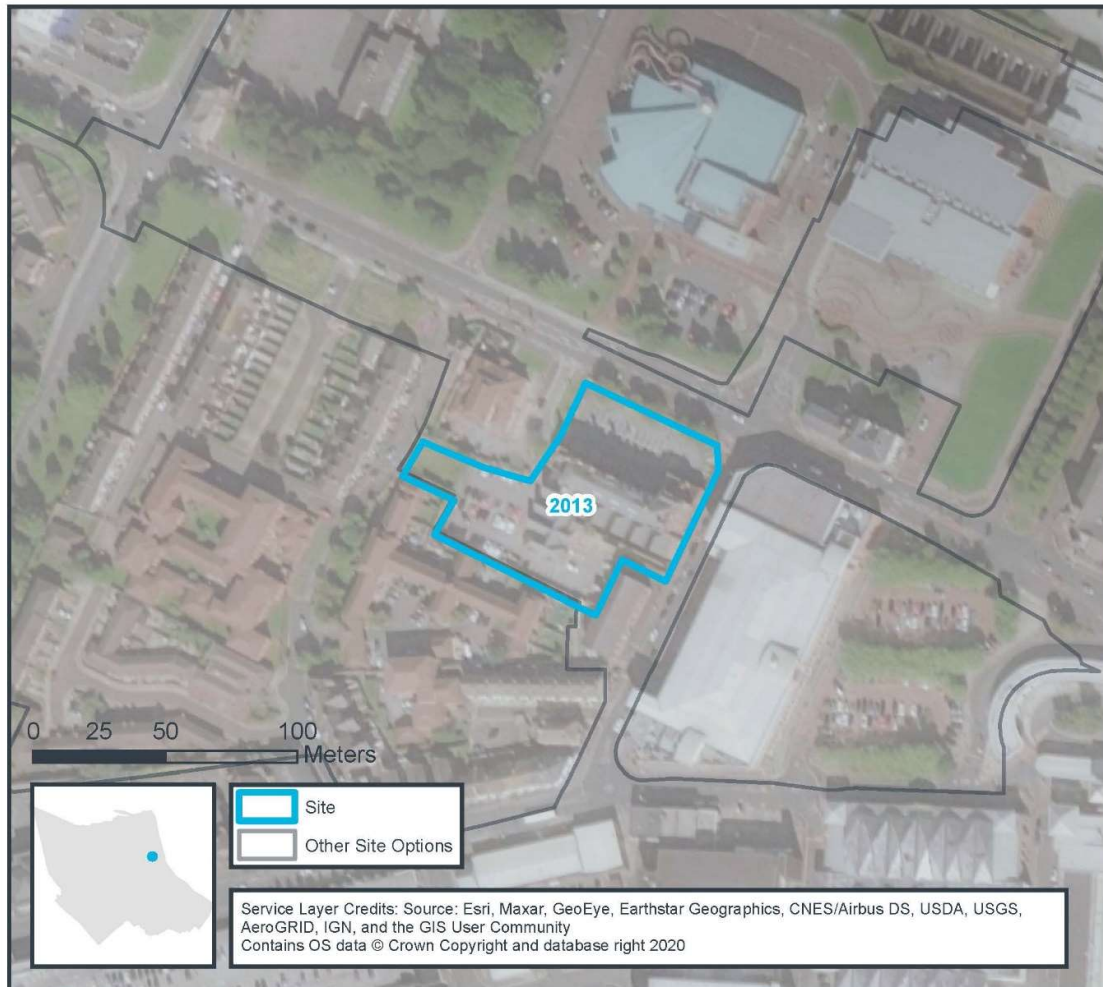 2013
0 25 50 100
Meters
Site
Other Site Options
Service Layer Credits: Source: Esri, Maxar, GeoEye, Earthstar Geographics, CNES/Airbus DS, USDA, USGS,
AeroGRID, IGN, and the GIS User Community
Contains OS data © Crown Copyright and database right 2020